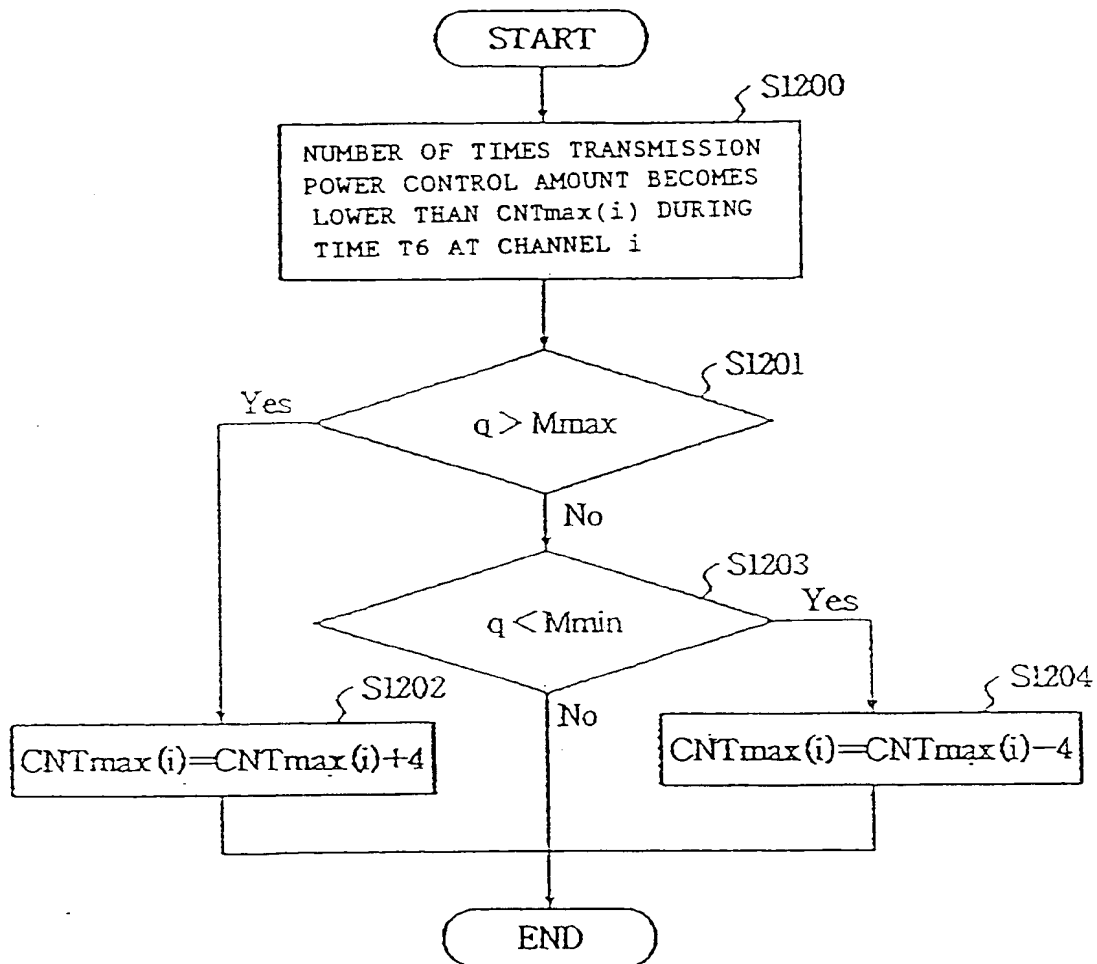 START
S1200
NUMBER OF TIMES TRANSMISSION
POWER CONTROL AMOUNT BECOMES
LOWER THAN CNTmax(i) DURING
TIME T6 AT CHANNEL i
S1201
Yes
q > Mmax
No
S1203
Yes
q < Mmin
S1202
No
S1204
CNTmax(i)=CNTmax(i)+4
CNTmax(i)=CNTmax(i)-4
END